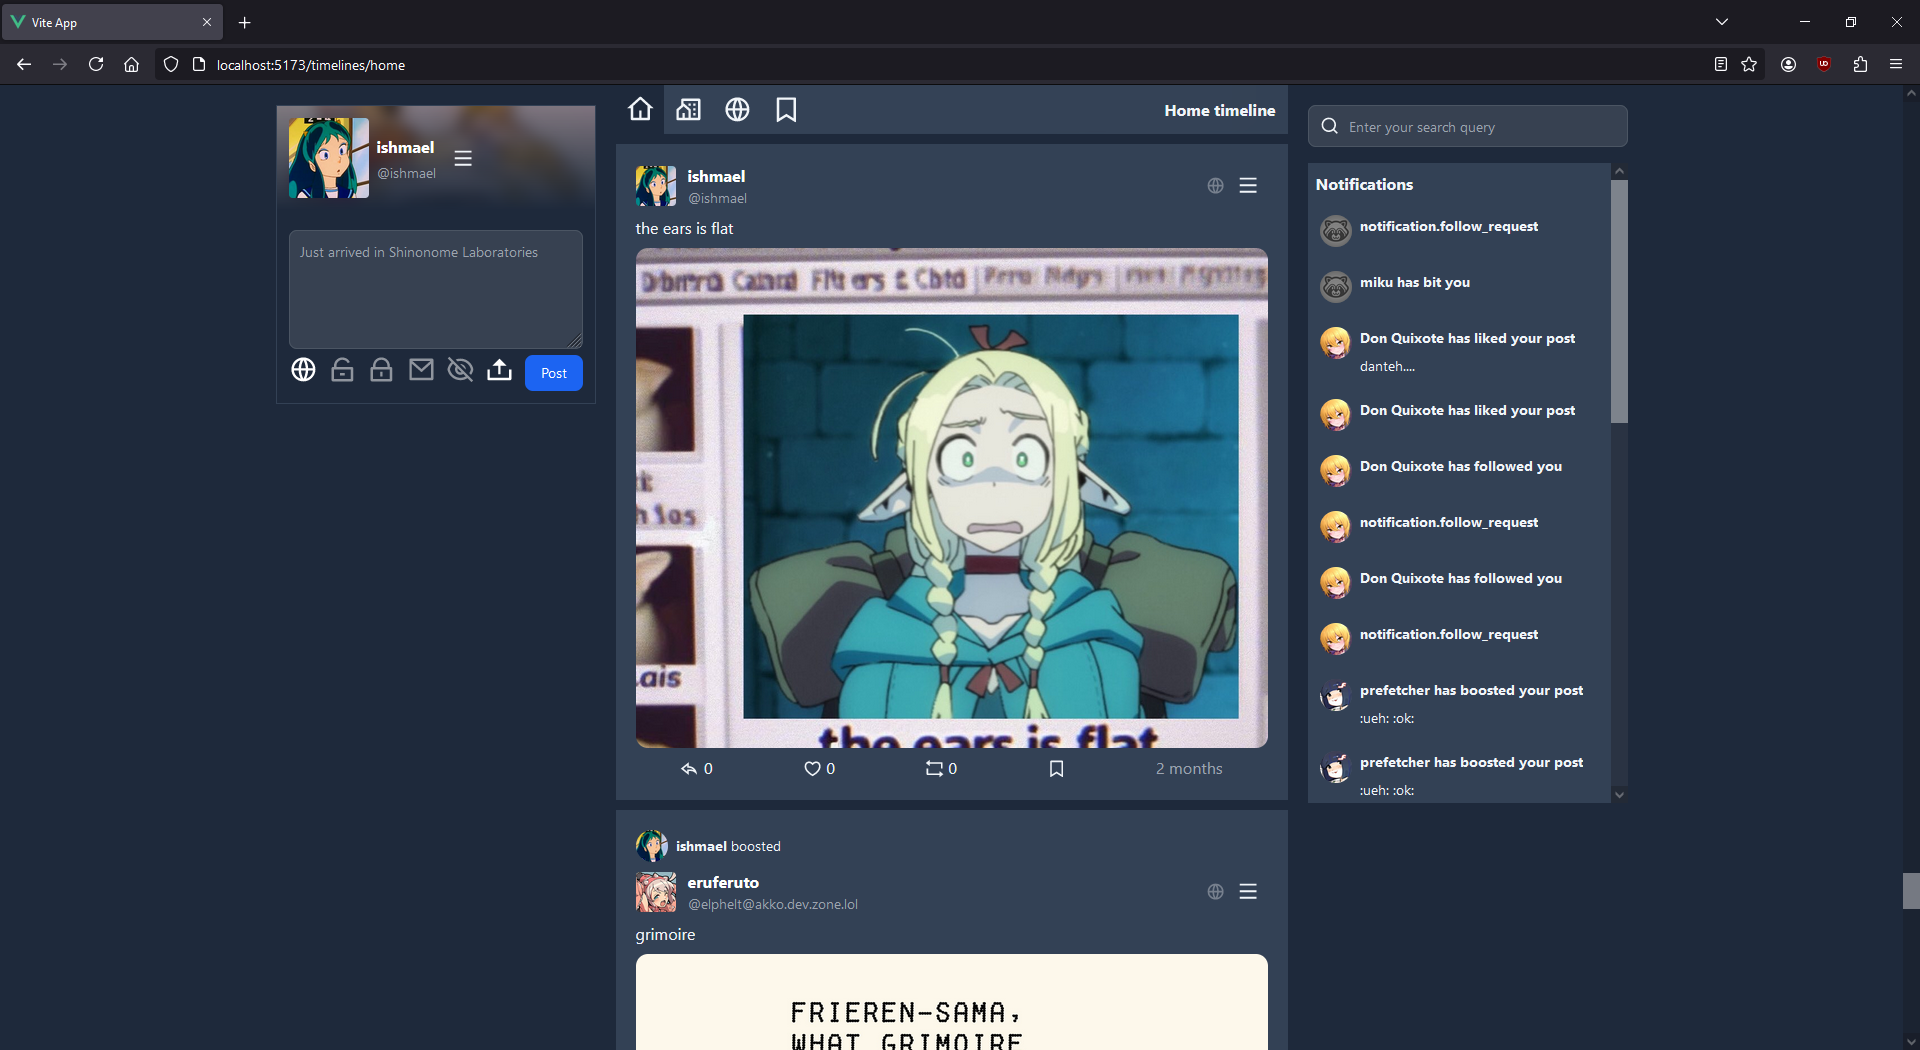 Vite App
localhost:5173/timelines/home
ishmael
@ishmael
Just arrived in Shinonome Laboratories
Post
Home timeline
ishmael
@ishmael
the ears is flat
ais
the ears is flat
0
0
0
2 months
ishmael boosted
eruferuto
@elphelt@akko.dev.zone.lol
grimoire
FRIEREN-SAMA,
WHAT GRIMOIRE
Enter your search query
Notifications
notification.follow_request
miku has bit you
Don Quixote has liked your post
danteh....
Don Quixote has liked your post
Don Quixote has followed you
notification.follow_request
Don Quixote has followed you
notification.follow_request
prefetcher has boosted your post
:ueh: :ok:
prefetcher has boosted your post
:ueh: :ok: